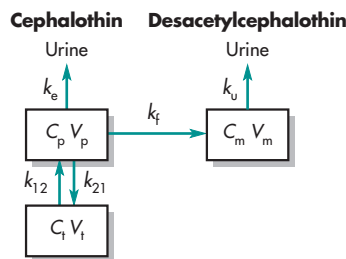 Cephalothin Desacetylcephalothin
Urine Urine
ke ku
kf
Cp Vp Cm Vm
k12 k21
Ct Vt